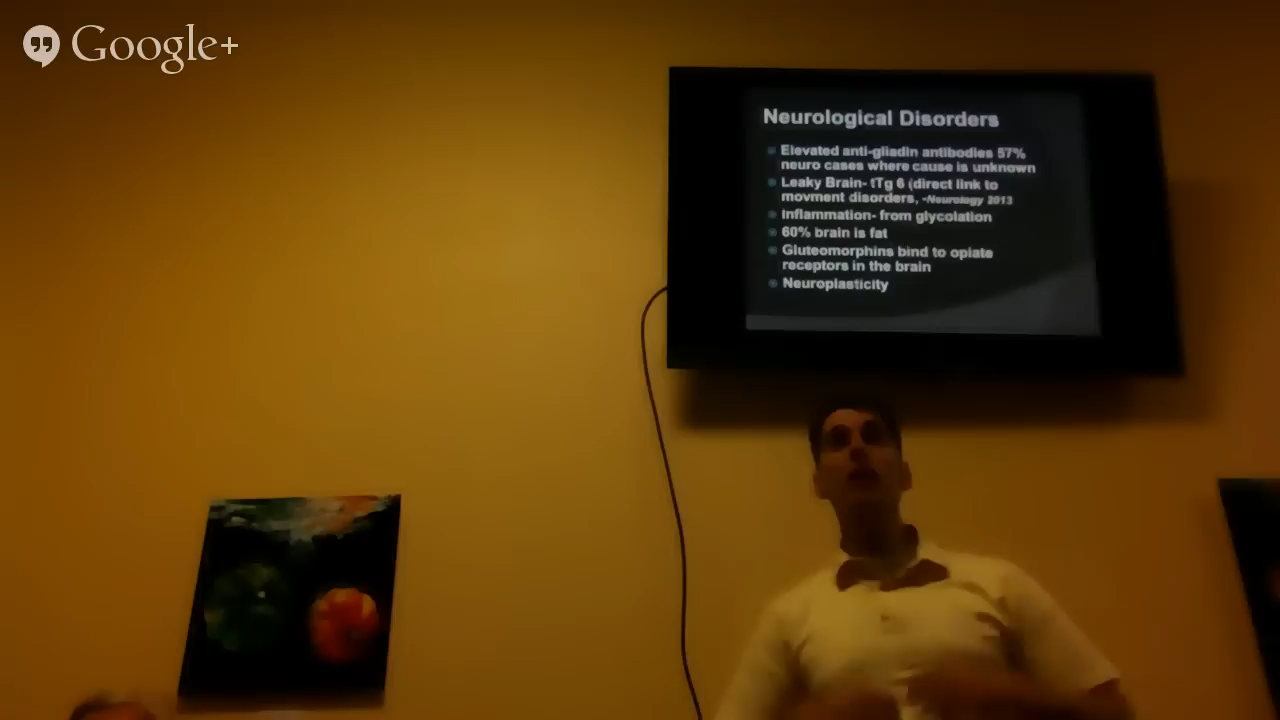 Google+
Neurological Disorders
Elevated anti-gliadin antibodies 57%
neuro cases where cause is unknown
Leaky Brain- tTg 6 (direct link to
movment disorders, -Neurology 2013
Inflammation- from glycolation
60% brain is fat
Gluteomorphins bind to opiate
receptors in the brain
Neuroplasticity